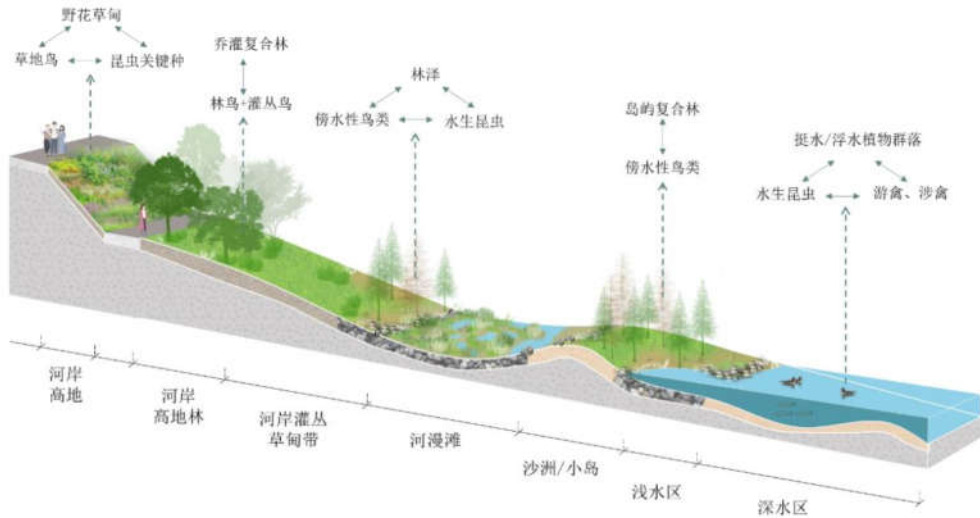 野花草甸
草地鸟
昆虫关键种
乔灌复合林
林鸟+灌丛鸟
林泽
傍水性鸟类
水生昆虫
岛屿复合林
傍水性鸟类
挺水/浮水植物群落
水生昆虫
游禽、涉禽
河岸
高地
河岸
高地林
河岸灌丛
草甸带
河漫滩
沙洲/小岛
浅水区
深水区